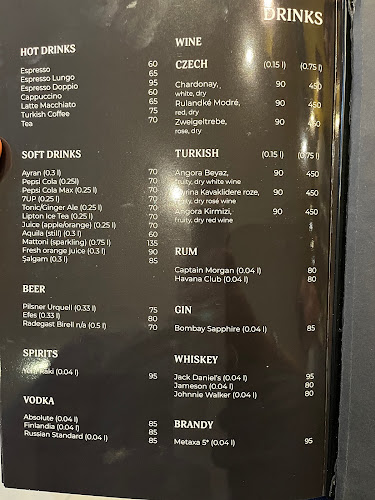 DRINKS
HOT DRINKS
Espresso 60
Espresso Lungo 65
Espresso Doppio 95
Cappuccino 60
Latte Macchiato 65
Turkish Coffee 75
Tea 70
SOFT DRINKS
Ayran (0.3 l) 70
Pepsi Cola (0.25l) 70
Pepsi Cola Max (0.25 l) 70
7UP (0.25 l) 70
Tonic/Ginger Ale (0.25 l) 70
Lipton Ice Tea (0.25 l) 70
Juice (apple/orange) (0.25 l) 70
Aquila (still) (0.3 l) 60
Mattoni (sparkling) (0.75 l) 135
Fresh orange juice (0.3 l) 90
Şalgam (0.3 l) 85
BEER
Pilsner Urquell (0.33 l) 75
Efes (0.33 l) 80
Radegast Birell n/a (0.5 l) 70
SPIRITS
Raki (0.04 l) 95
VODKA
Absolute (0.04 l) 85
Finlandia (0.04 l) 85
Russian Standard (0.04 l) 85
WINE
CZECH (0.15 l) (0.75 l)
Chardonay, 90 450
white, dry
Rulandké Modré, 90 450
red, dry
Zweigeltrebe, 90 450
rose, dry
TURKISH (0.15 l) (0.75 l)
Angora Beyaz, 90 450
fruity, dry white wine
Kavaklidere roze, 90 450
fruity, dry rosé wine
Angora Kirmizi, 90 450
fruity, dry red wine
RUM
Captain Morgan (0.04 l) 80
Havana Club (0.04 l) 80
GIN
Bombay Sapphire (0.04 l) 85
WHISKEY
Jack Daniel's (0.04 l) 95
Jameson (0.04 l) 80
Johnnie Walker (0.04 l) 80
BRANDY
Metaxa 5* (0.04 l) 95